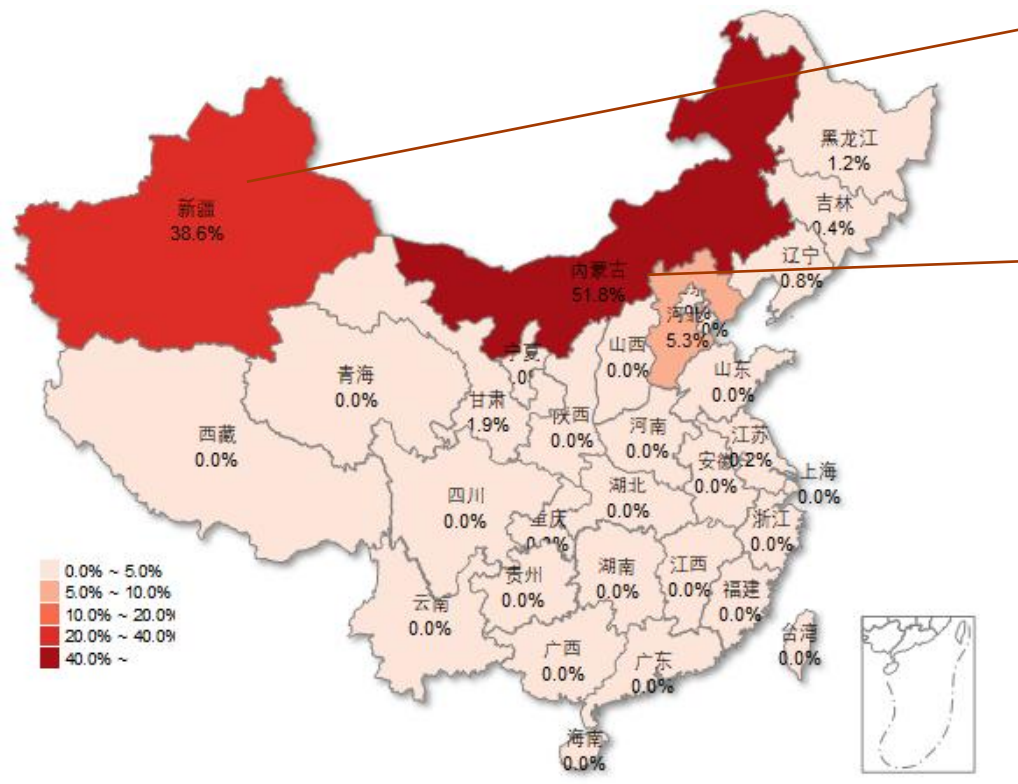 黑龙江
1.2%
吉林
0.4%
辽宁
0.8%
新疆
38.6%
内蒙古
51.8%
河北
5.3%
山西
0.0%
宁夏
青海
0.0%
甘肃
1.9%
陕西
0.0%
山东
0.0%
河南
0.0%
江苏
0.2%
安徽
0.0%
上海
0.0%
西藏
0.0%
四川
0.0%
重庆
湖北
0.0%
浙江
0.0%
贵州
0.0%
湖南
0.0%
江西
0.0%
福建
0.0%
云南
0.0%
广西
0.0%
广东
0.0%
台湾
0.0%
海南
0.0%
0.0% ~ 5.0%
5.0% ~ 10.0%
10.0% ~ 20.0%
20.0% ~ 40.0%
40.0% ~